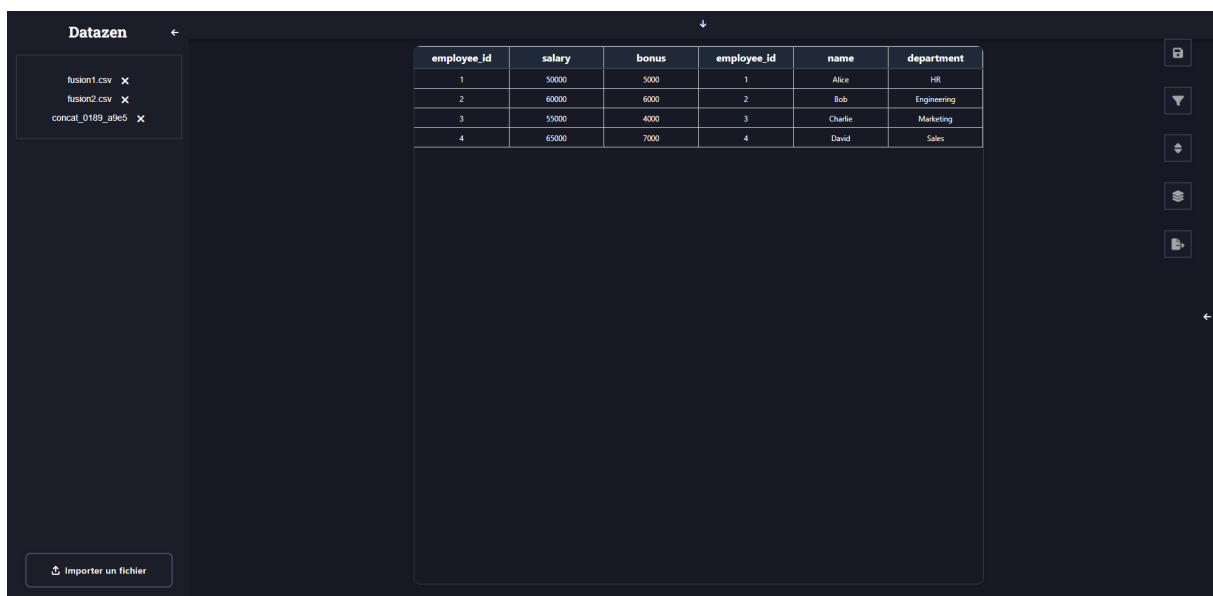 Datazen
fusion1.csv
fusion2.csv
concat_0189_a9e5
Importer un fichier
employee_id salary bonus employee_id name department
1 50000 5000 1 Alice HR
2 60000 6000 2 Bob Engineering
3 55000 4000 3 Charlie Marketing
4 65000 7000 4 David Sales